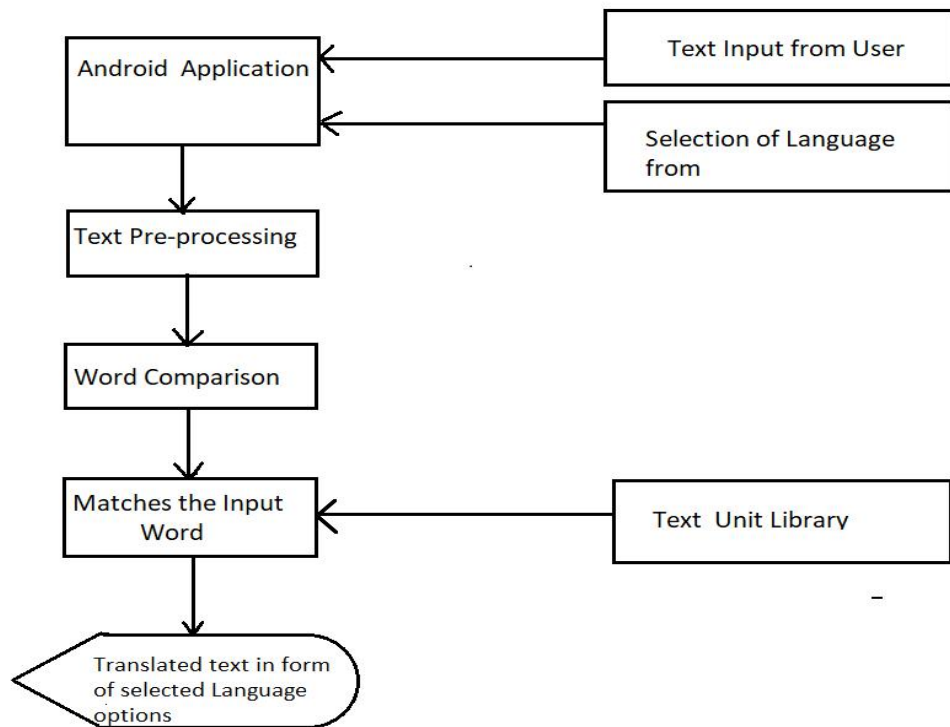 Android Application
Text Input from User
Selection of Language
from
Text Pre-processing
Word Comparison
Matches the Input
Word
Text Unit Library
Translated text in form
of selected Language
options